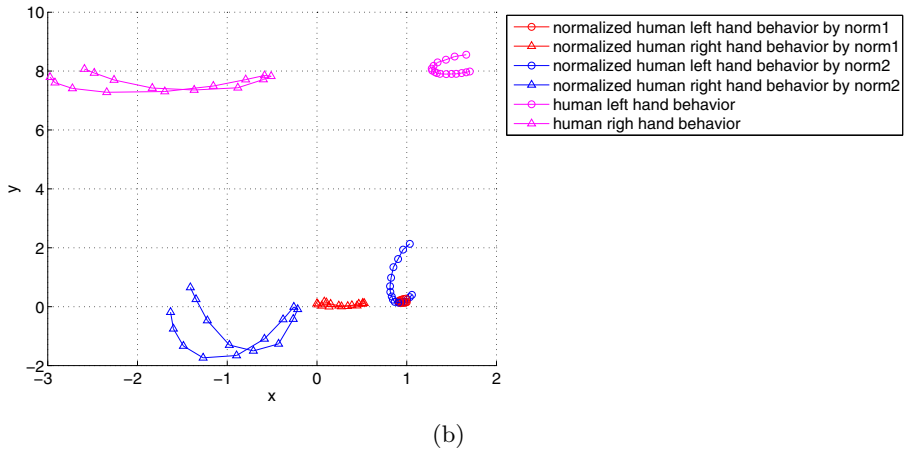 10
8
6
4
2
0
−2
y
−3
−2
−1
0
1
2
x
normalized human left hand behavior by norm1
normalized human right hand behavior by norm1
normalized human left hand behavior by norm2
normalized human right hand behavior by norm2
human left hand behavior
human righ hand behavior
(b)